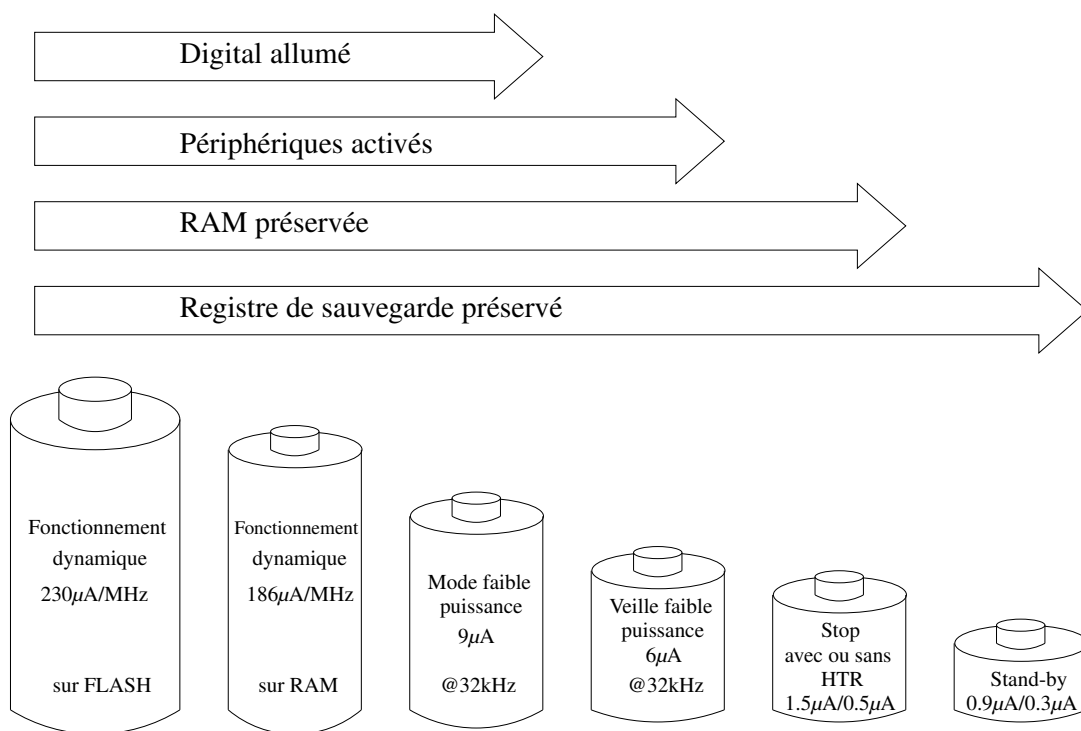 Digital allumé
Périphériques activés
RAM préservée
Registre de sauvegarde préservé
Fonctionnement
dynamique
230µA/MHz
sur FLASH
Fonctionnement
dynamique
186µA/MHz
sur RAM
Mode faible
puissance
9µA
@32kHz
Veille faible
puissance
6µA
@32kHz
Stop
avec ou sans
HTR
1.5µA/0.5µA
Stand-by
0.9µA/0.3µA